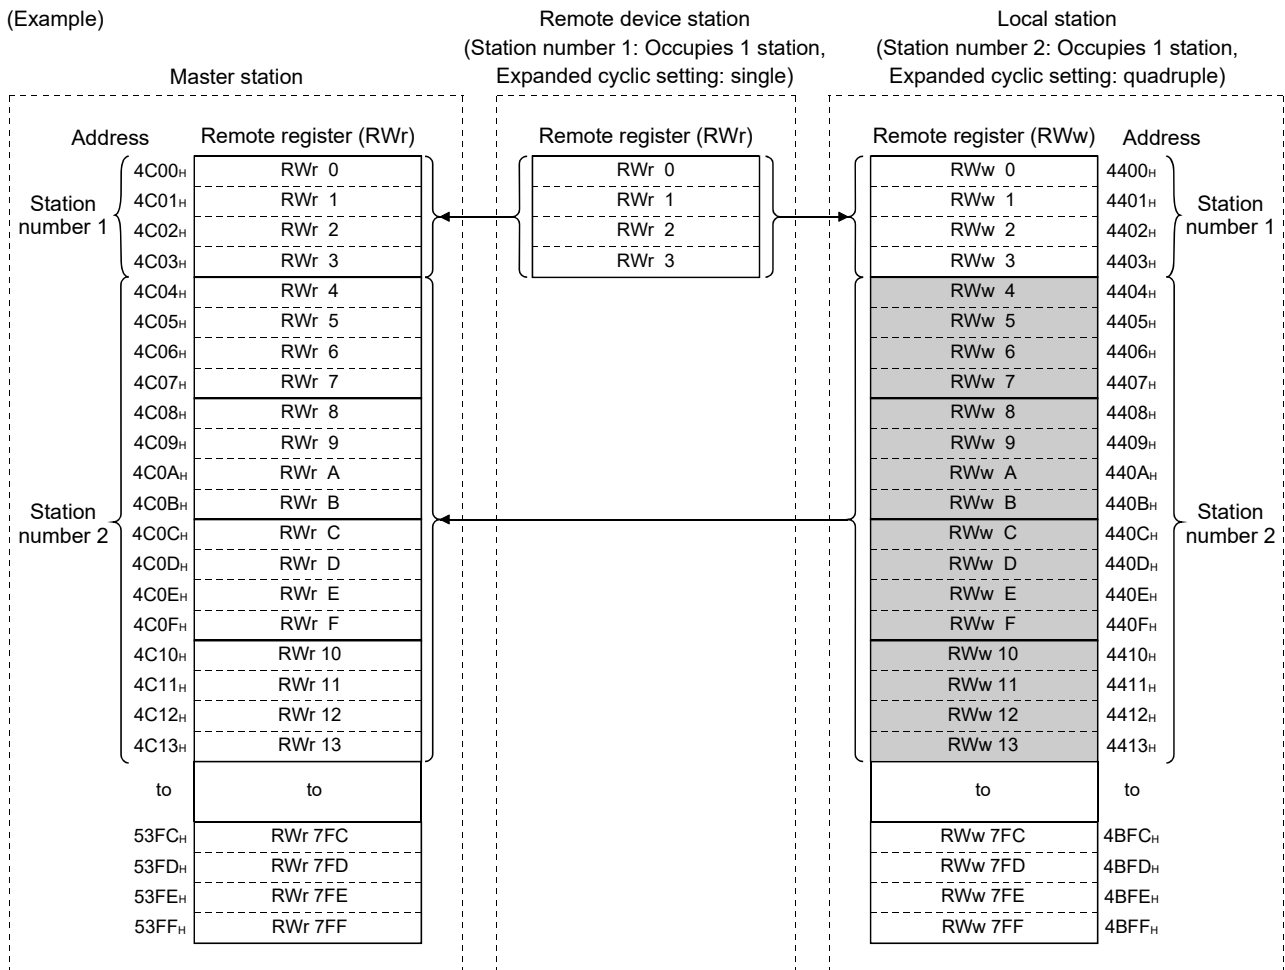 (Example)
Remote device station
(Station number 1: Occupies 1 station,
Expanded cyclic setting: single)
Local station
(Station number 2: Occupies 1 station,
Expanded cyclic setting: quadruple)
Master station
Address Remote register (RWr) Remote register (RWr) Remote register (RWw) Address
4C00H RWr 0 RWr 0 RWw 0 4400H
4C01H RWr 1 RWr 1 RWw 1 4401H
Station
number 1
Station
number 1
4C02H RWr 2 RWr 2 RWw 2 4402H
4C03H RWr 3 RWr 3 RWw 3 4403H
4C04H RWr 4 RWw 4 4404H
4C05H RWr 5 RWw 5 4405H
4C06H RWr 6 RWw 6 4406H
4C07H RWr 7 RWw 7 4407H
4C08H RWr 8 RWw 8 4408H
4C09H RWr 9 RWw 9 4409H
4C0AH RWr A RWw A 440AH
4C0BH RWr B RWw B 440BH
Station
number 2
Station
number 2
4C0CH RWr C RWw C 440CH
4C0DH RWr D RWw D 440DH
4C0EH RWr E RWw E 440EH
4C0FH RWr F RWw F 440FH
4C10H RWr 10 RWw 10 4410H
4C11H RWr 11 RWw 11 4411H
4C12H RWr 12 RWw 12 4412H
4C13H RWr 13 RWw 13 4413H
to to to to
53FCH RWr 7FC RWw 7FC 4BFCH
53FDH RWr 7FD RWw 7FD 4BFDH
53FEH RWr 7FE RWw 7FE 4BFEH
53FFH RWr 7FF RWw 7FF 4BFFH